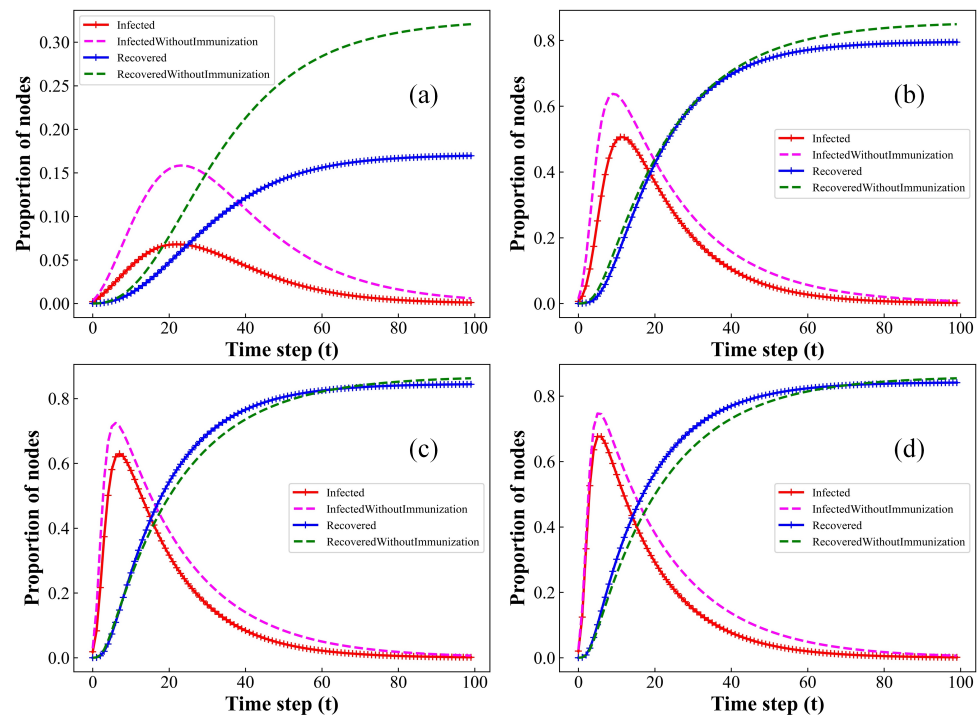 Infected
InfectedWithoutImmunization
Recovered
RecoveredWithoutImmunization
(a)
Proportion of nodes
0.30
0.25
0.20
0.15
0.10
0.05
0.00
0 20 40 60 80 100
Time step (t)
(b)
Infected
InfectedWithoutImmunization
Recovered
RecoveredWithoutImmunization
Proportion of nodes
0.8
0.6
0.4
0.2
0.0
0 20 40 60 80 100
Time step (t)
(c)
Infected
InfectedWithoutImmunization
Recovered
RecoveredWithoutImmunization
Proportion of nodes
0.8
0.6
0.4
0.2
0.0
0 20 40 60 80 100
Time step (t)
(d)
Infected
InfectedWithoutImmunization
Recovered
RecoveredWithoutImmunization
Proportion of nodes
0.8
0.6
0.4
0.2
0.0
0 20 40 60 80 100
Time step (t)